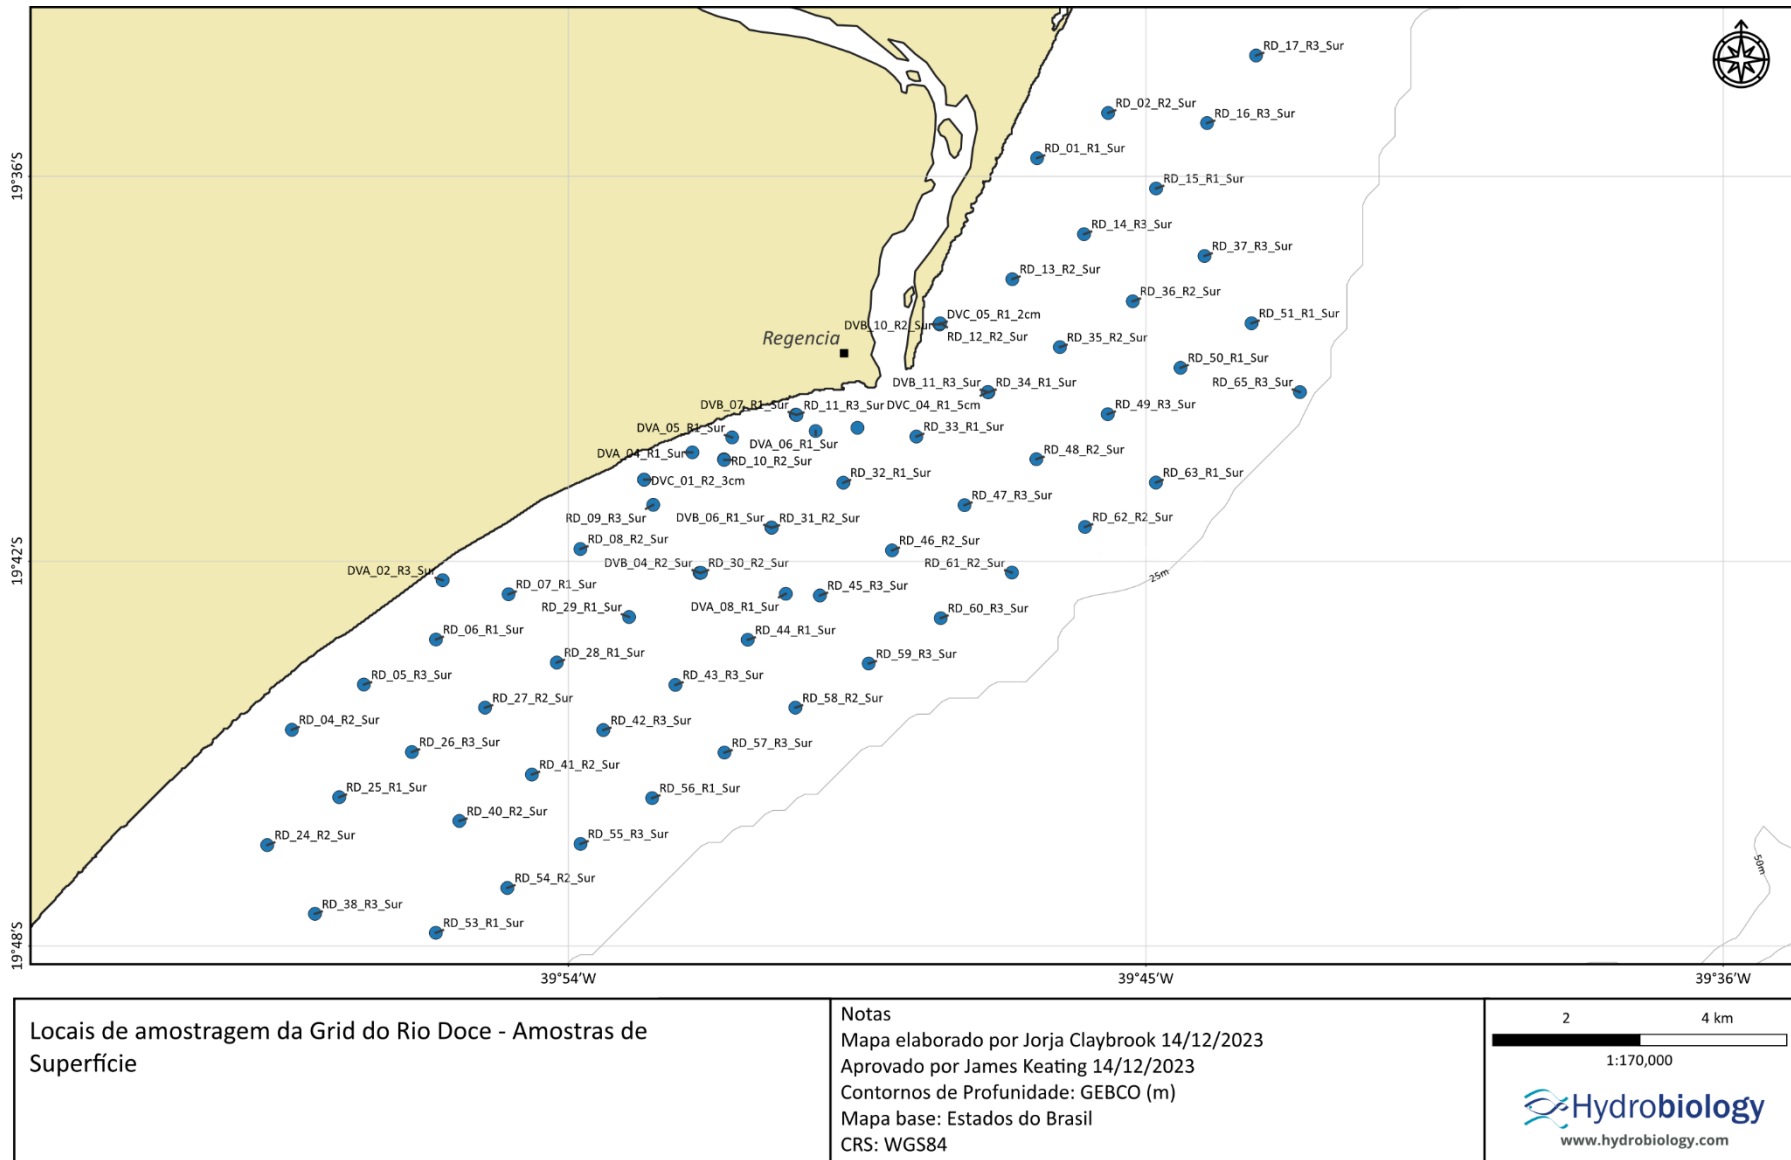 RD_17_R3_Sur
RD_02_R2_Sur
RD_16_R3_Sur
RD_01_R1_Sur
19°36'S
RD_15_R1_Sur
RD_14_R3_Sur
RD_37_R3_Sur
RD_13_R2_Sur
RD_36_R2_Sur
DVC_05_R1_2cm
RD_51_R1_Sur
DVB_10_R2_Sur
RD_12_R2_Sur
Regencia
RD_35_R2_Sur
RD_50_R1_Sur
DVB_11_R3_Sur
RD_34_R1_Sur
RD_65_R3_Sur
DVB_07_R1_Sur
RD_11_R3_Sur
DVC_04_R1_5cm
RD_49_R3_Sur
DVA_05_R1_Sur
DVA_06_R1_Sur
RD_33_R1_Sur
DVA_04_R1_Sur
RD_10_R2_Sur
RD_48_R2_Sur
DVC_01_R2_3cm
RD_32_R1_Sur
RD_63_R1_Sur
RD_47_R3_Sur
RD_09_R3_Sur
DVB_06_R1_Sur
RD_31_R2_Sur
RD_62_R2_Sur
RD_08_R2_Sur
RD_46_R2_Sur
19°42'S
DVB_04_R2_Sur
RD_30_R2_Sur
RD_61_R2_Sur
DVA_02_R3_Sur
25m
RD_07_R1_Sur
RD_45_R3_Sur
RD_29_R1_Sur
DVA_08_R1_Sur
RD_60_R3_Sur
RD_06_R1_Sur
RD_44_R1_Sur
RD_28_R1_Sur
RD_59_R3_Sur
RD_05_R3_Sur
RD_43_R3_Sur
RD_27_R2_Sur
RD_58_R2_Sur
RD_04_R2_Sur
RD_42_R3_Sur
RD_26_R3_Sur
RD_57_R3_Sur
RD_41_R2_Sur
RD_25_R1_Sur
RD_56_R1_Sur
RD_40_R2_Sur
RD_24_R2_Sur
RD_55_R3_Sur
50m
RD_54_R2_Sur
RD_38_R3_Sur
RD_53_R1_Sur
19°48'S
39°54'W
39°45'W
39°36'W
Locais de amostragem da Grid do Rio Doce - Amostras de
Superfície
Notas
Mapa elaborado por Jorja Claybrook 14/12/2023
Aprovado por James Keating 14/12/2023
Contornos de Profunidade: GEBCO (m)
Mapa base: Estados do Brasil
CRS: WGS84
2 4 km
1:170,000
Hydrobiology
www.hydrobiology.com